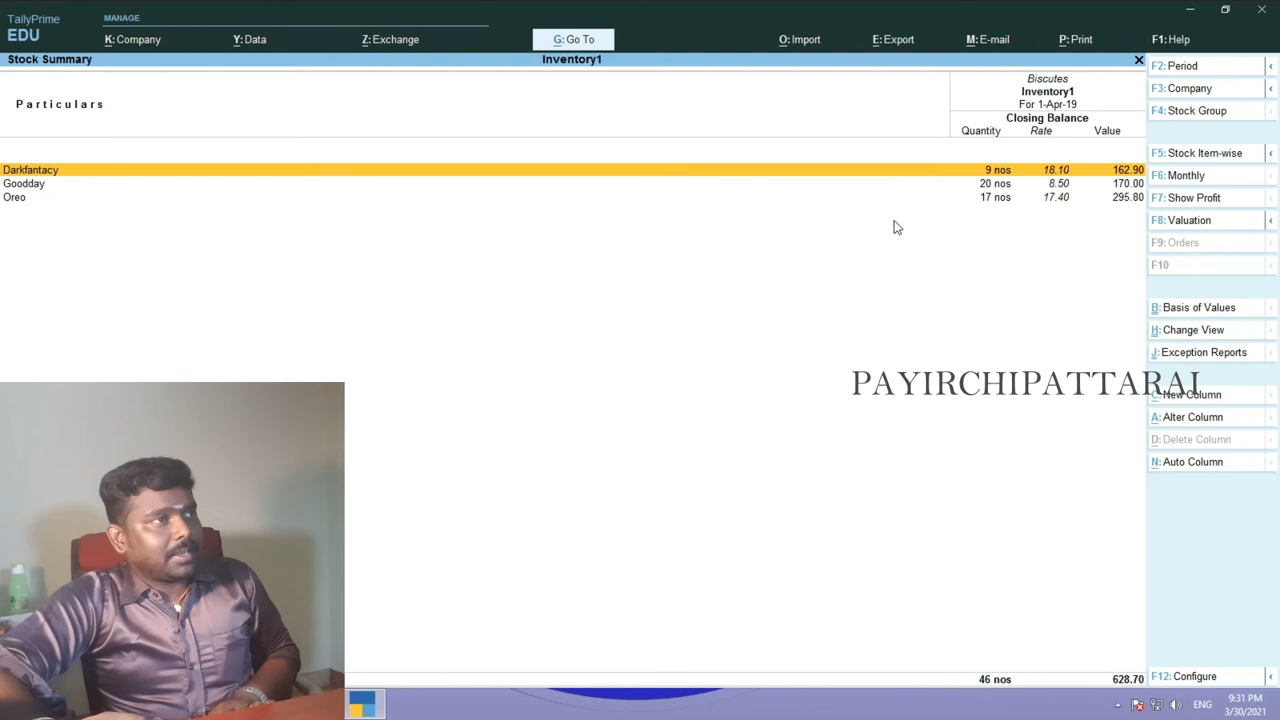 TallyPrime
EDU
MANAGE
K: Company
Y: Data
Z: Exchange
G: Go To
O: Import
E: Export
M: E-mail
P: Print
F1: Help
Stock Summary
Inventory1
Particulars
Biscutes
Inventory1
For 1-Apr-19
Closing Balance
Quantity Rate Value
Darkfantacy 9 nos 18.10 162.90
Goodday 20 nos 8.50 170.00
Oreo 17 nos 17.40 295.80
46 nos 628.70
F2: Period
F3: Company
F4: Stock Group
F5: Stock Item-wise
F6: Monthly
F7: Show Profit
F8: Valuation
F9: Orders
F10
B: Basis of Values
H: Change View
J: Exception Reports
PAYIRCHIPATTARAI
C: New Column
A: Alter Column
D: Delete Column
N: Auto Column
F12: Configure
ENG
9:31 PM
3/30/2021